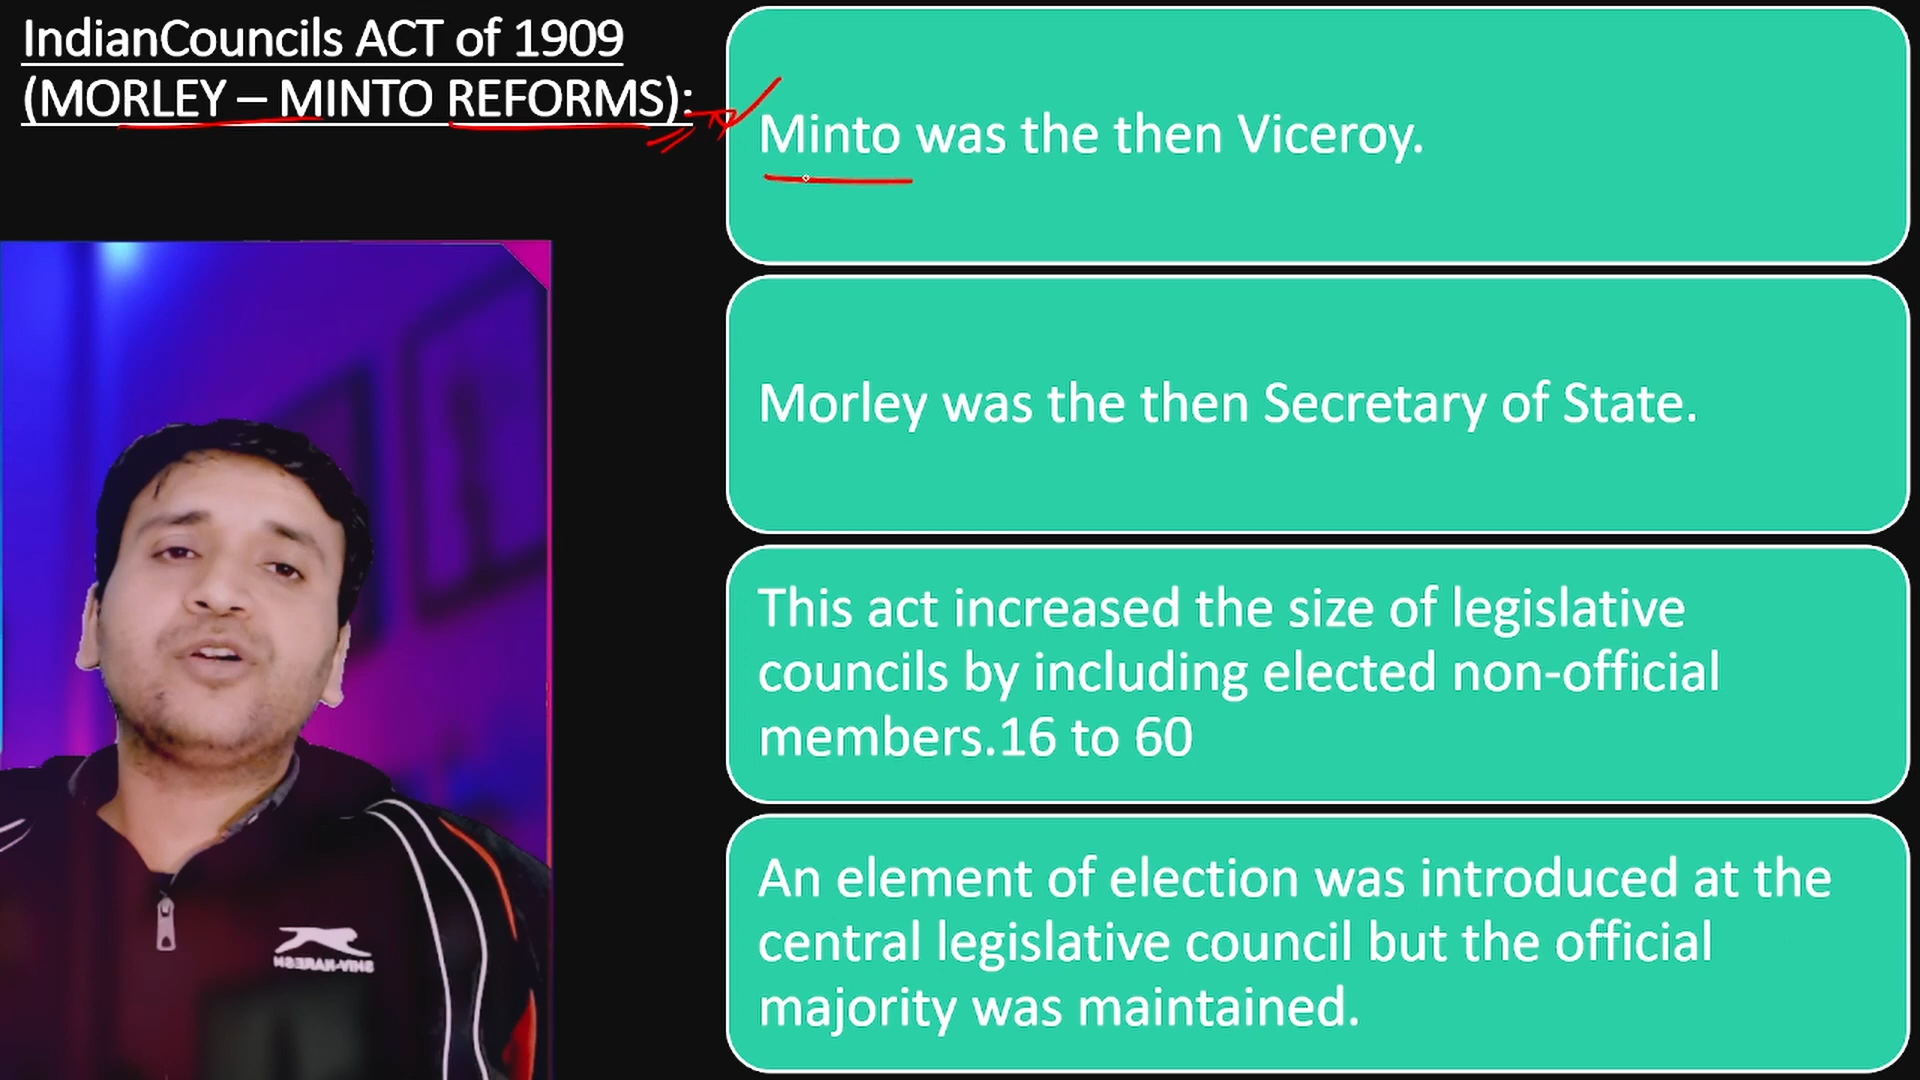 IndianCouncils ACT of 1909
(MORLEY – MINTO REFORMS):
Minto was the then Viceroy.
Morley was the then Secretary of State.
This act increased the size of legislative
councils by including elected non-official
members.16 to 60
An element of election was introduced at the
central legislative council but the official
majority was maintained.
SHIV-NARESH